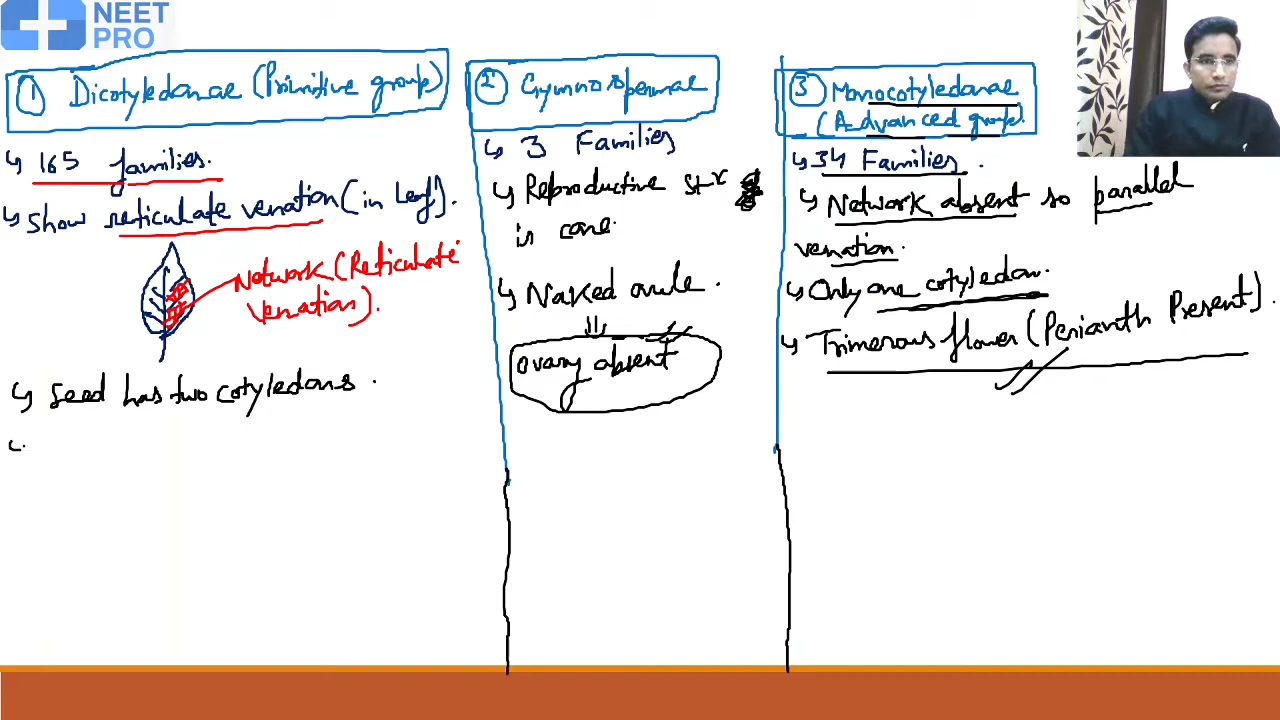 NEET
PRO
1 Dicotyledonae (Primitive group)
↳ 165 families.
↳ Show reticulate venation (in Leaf).
Network (Reticulate
venation).
↳ Seed has two cotyledons.
2 Gymnospermae
↳ 3 Families
↳ Reproductive str
is cone.
↳ Naked ovule.
ovary absent
3 Monocotyledonae
(Advanced group)
↳ 34 Families.
↳ Network absent so parallel
venation.
↳ Only one cotyledon.
↳ Trimerous flower (Perianth Present).